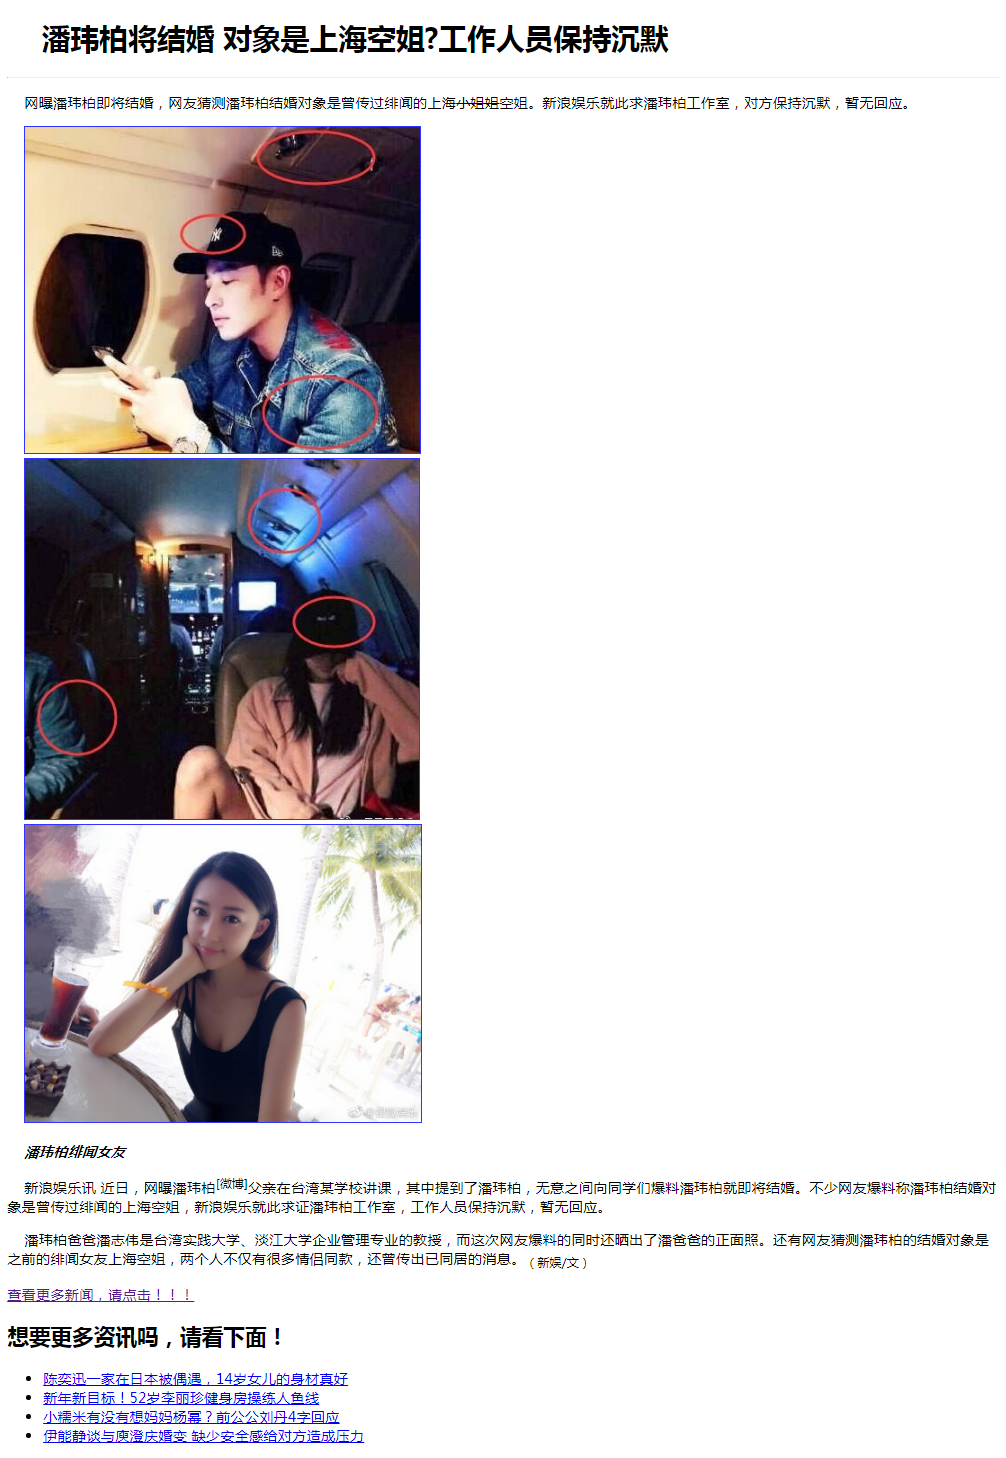 潘玮柏将结婚 对象是上海空姐?工作人员保持沉默
网曝潘玮柏即将结婚，网友猜测潘玮柏结婚对象是曾传过绯闻的上海小姐姐空姐。新浪娱乐就此求潘玮柏工作室，对方保持沉默，暂无回应。
潘玮柏绯闻女友
新浪娱乐讯 近日，网曝潘玮柏[微博]父亲在台湾某学校讲课，其中提到了潘玮柏，无意之间向同学们爆料潘玮柏就即将结婚。不少网友爆料称潘玮柏结婚对
象是曾传过绯闻的上海空姐，新浪娱乐就此求证潘玮柏工作室，工作人员保持沉默，暂无回应。
潘玮柏爸爸潘志伟是台湾实践大学、淡江大学企业管理专业的教授，而这次网友爆料的同时还晒出了潘爸爸的正面照。还有网友猜测潘玮柏的结婚对象是
之前的绯闻女友上海空姐，两个人不仅有很多情侣同款，还曾传出已同居的消息。（新娱/文）
查看更多新闻，请点击！！！
想要更多资讯吗，请看下面！
陈奕迅一家在日本被偶遇，14岁女儿的身材真好
新年新目标！52岁李丽珍健身房操练人鱼线
小糯米有没有想妈妈杨幂？前公公刘丹4字回应
伊能静谈与庾澄庆婚变 缺少安全感给对方造成压力